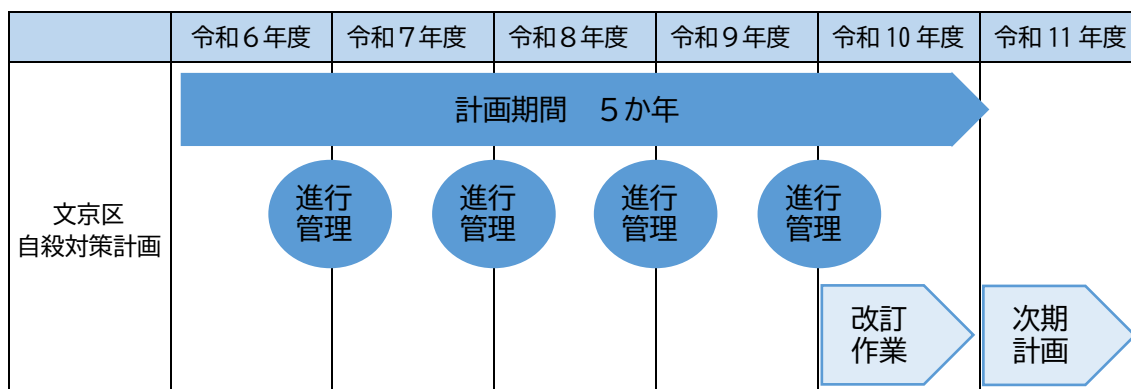 令和６年度 令和７年度 令和８年度 令和９年度 令和 10 年度 令和 11 年度
計画期間　５か年
文京区
自殺対策計画
進行
管理
進行
管理
進行
管理
進行
管理
改訂
作業
次期
計画